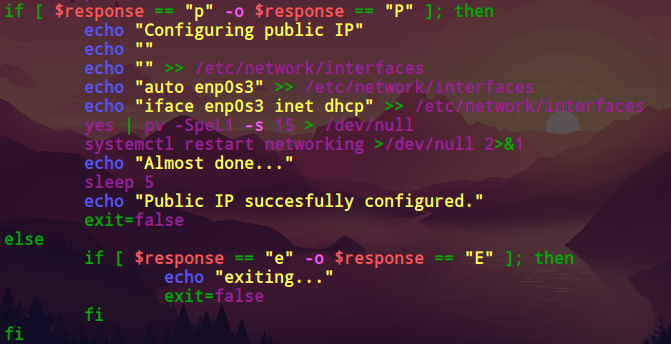 if [ $response == "p" -o $response == "P" ]; then
        echo "Configuring public IP"
        echo ""
        echo "" >> /etc/network/interfaces
        echo "auto enp0s3" >> /etc/network/interfaces
        echo "iface enp0s3 inet dhcp" >> /etc/network/interfaces
        yes | pv -SpeL1 -s 15 > /dev/null
        systemctl restart networking >/dev/null 2>&1
        echo "Almost done..."
        sleep 5
        echo "Public IP succesfully configured."
        exit=false
else
        if [ $response == "e" -o $response == "E" ]; then
                echo "exiting..."
                exit=false
        fi
fi